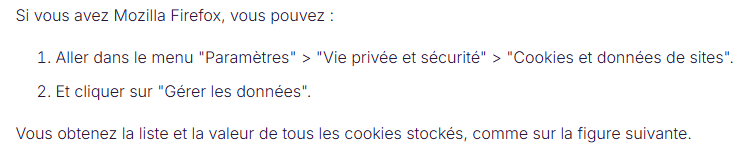 Si vous avez Mozilla Firefox, vous pouvez :
1. Aller dans le menu "Paramètres" > "Vie privée et sécurité" > "Cookies et données de sites".
2. Et cliquer sur "Gérer les données".
Vous obtenez la liste et la valeur de tous les cookies stockés, comme sur la figure suivante.